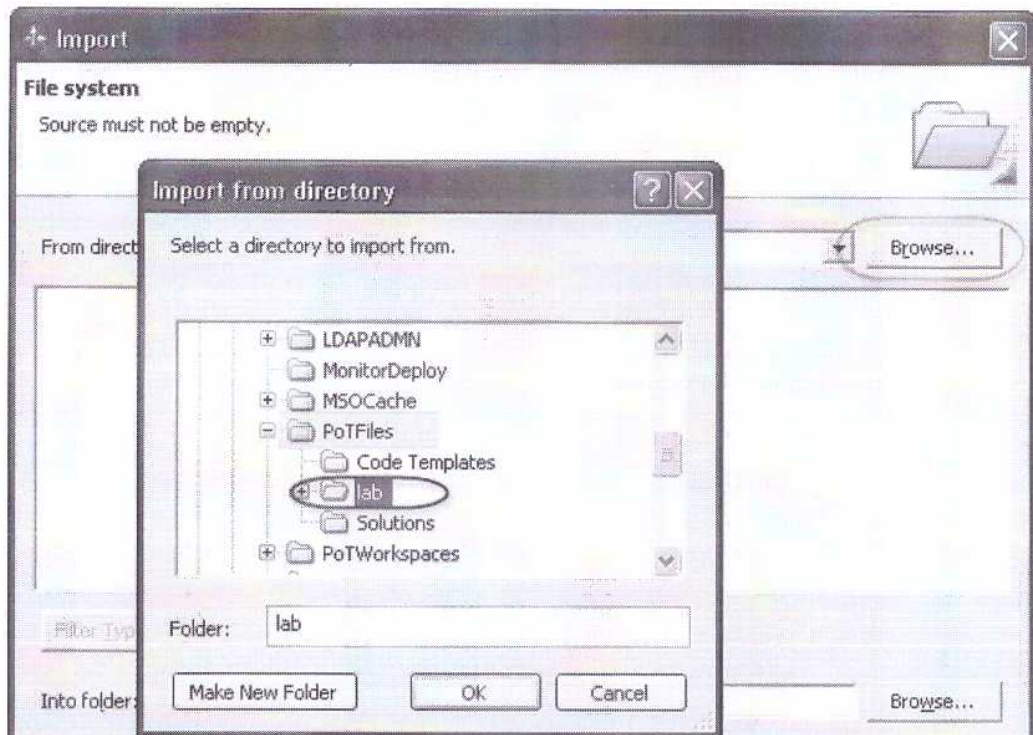 Import
File system
Source must not be empty.
Import from directory
Select a directory to import from.
From direct
Browse...
LDAPADMN
MonitorDeploy
MSOCache
PoTFiles
Code Templates
lab
Solutions
PoTWorkspaces
Filter Typ
Folder:
lab
Make New Folder
OK
Cancel
Into folder:
Browse...